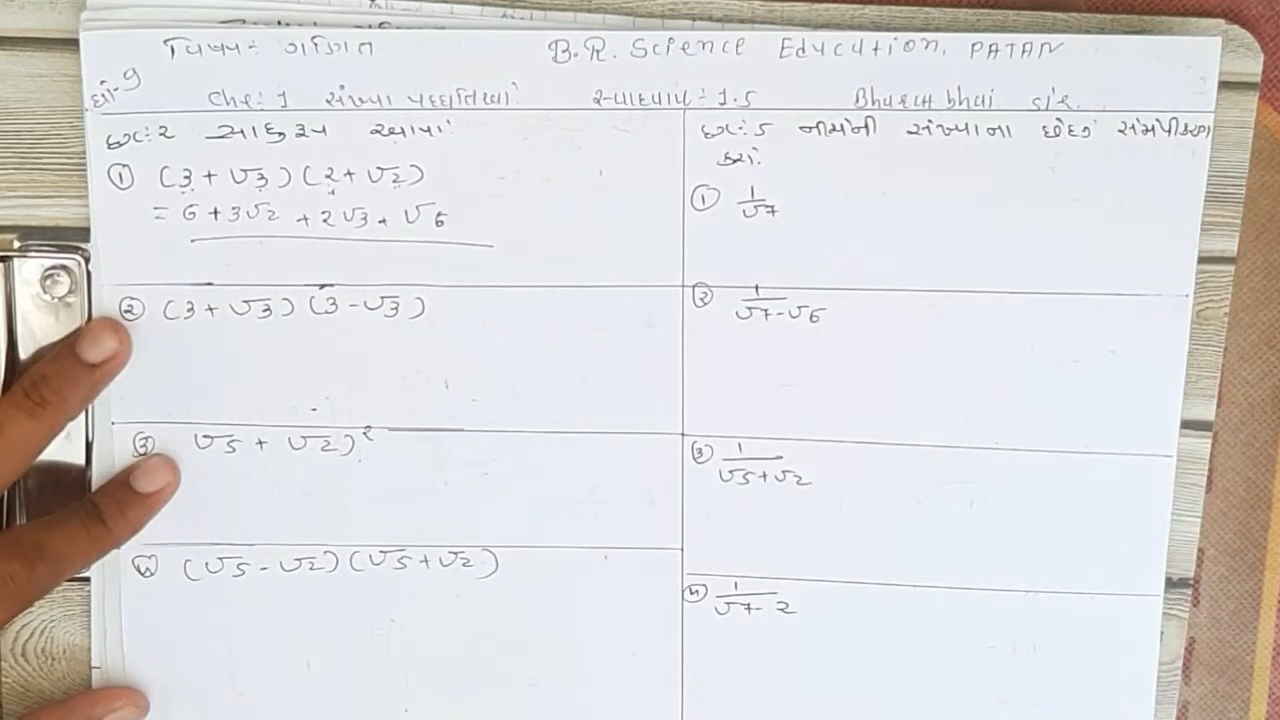 વિષય:- ગણિત B.R. Science Education, PATAN
ધો-9
Ch:-1 સંખ્યા પદ્ધતિઓ સ્વાધ્યાય:- 1.5 Bharat bhai sir.
પ્ર:-2 સાદુરૂપ આપો:
① (3 + √3) (2 + √2)
= 6 + 3√2 + 2√3 + √6
② (3 + √3) (3 - √3)
③ √5 + √2)²
④ (√5 - √2) (√5 + √2)
પ્ર:-5 નીચેની સંખ્યાના છેદનું સંમેયીકરણ
કરો:
① 1/√7
② 1/√7-√6
③ 1/√5+√2
④ 1/√7-2